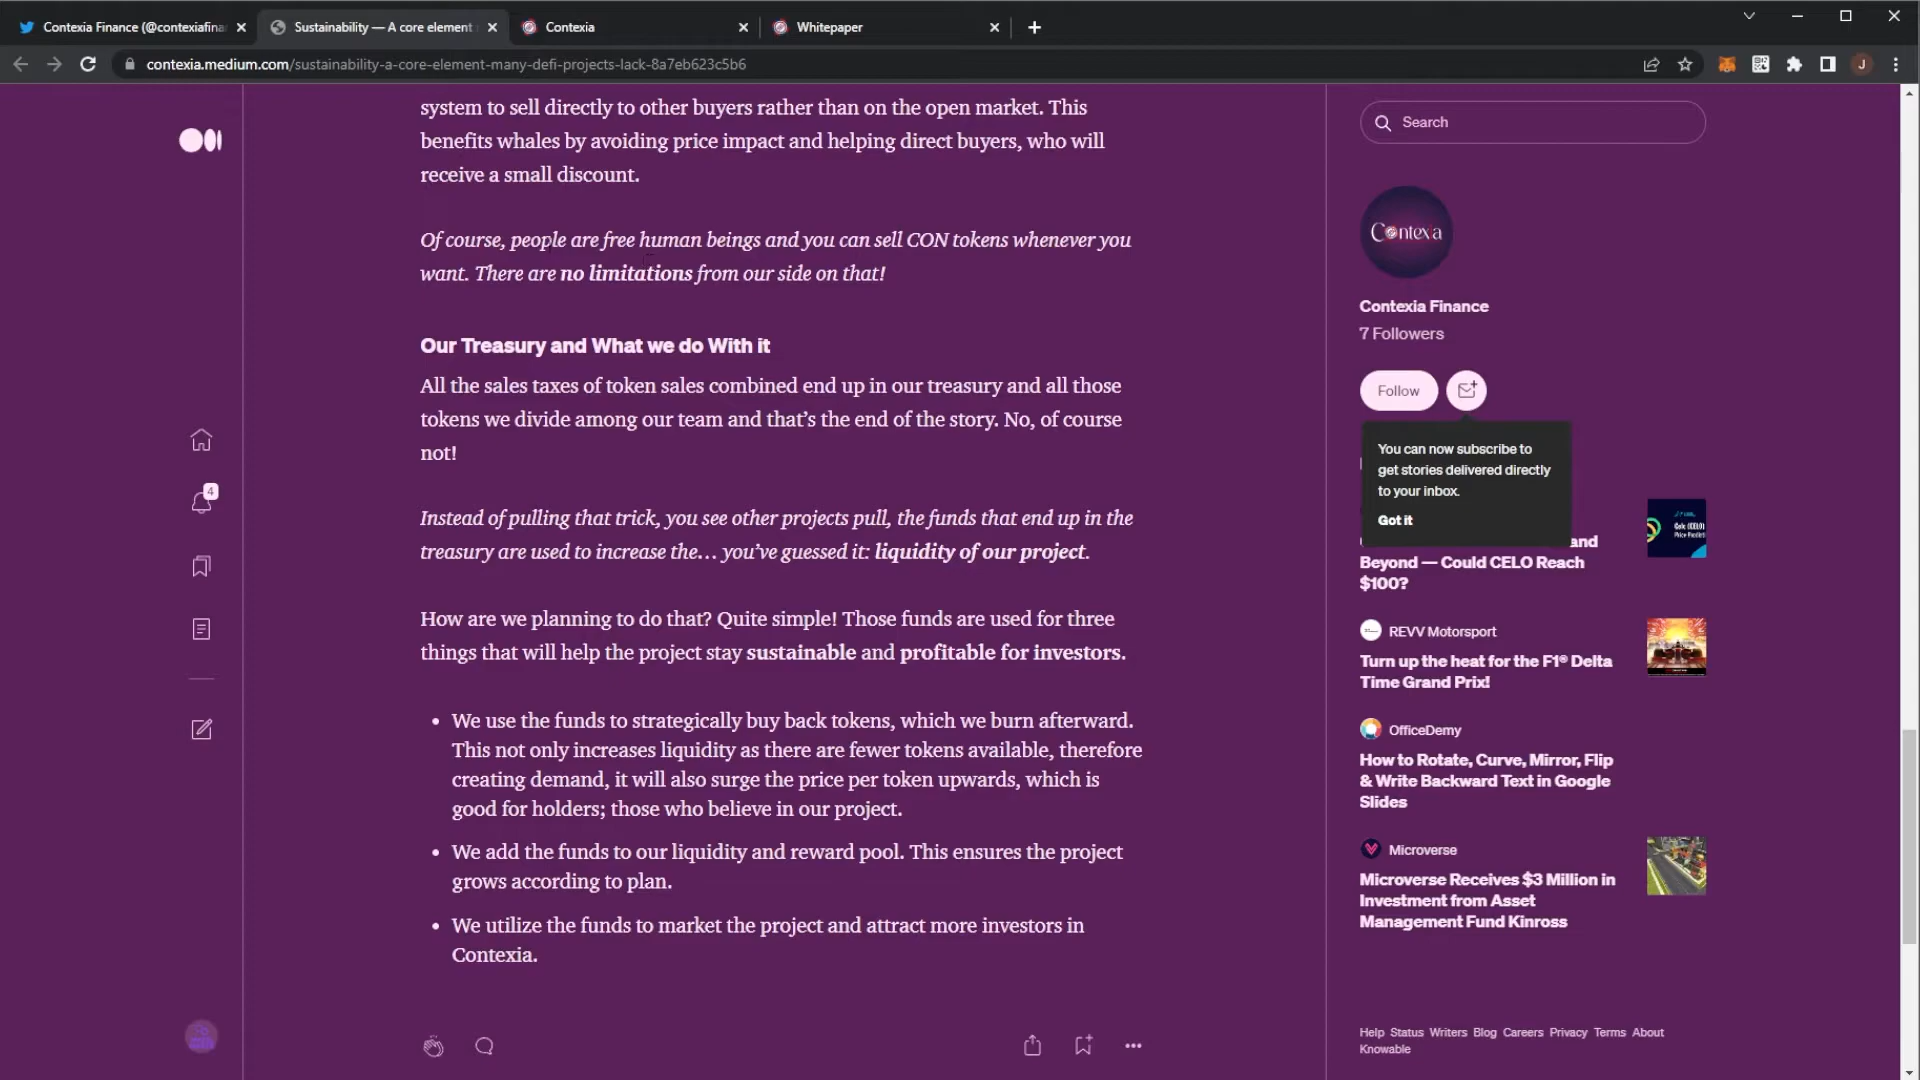 Contexia Finance (@contexiafina
Sustainability — A core element
Contexia
Whitepaper
contexia.medium.com/sustainability-a-core-element-many-defi-projects-lack-8a7eb623c5b6
J
system to sell directly to other buyers rather than on the open market. This
benefits whales by avoiding price impact and helping direct buyers, who will
receive a small discount.
Of course, people are free human beings and you can sell CON tokens whenever you
want. There are no limitations from our side on that!
Our Treasury and What we do With it
All the sales taxes of token sales combined end up in our treasury and all those
tokens we divide among our team and that's the end of the story. No, of course
not!
Instead of pulling that trick, you see other projects pull, the funds that end up in the
treasury are used to increase the… you've guessed it: liquidity of our project.
How are we planning to do that? Quite simple! Those funds are used for three
things that will help the project stay sustainable and profitable for investors.
• We use the funds to strategically buy back tokens, which we burn afterward.
This not only increases liquidity as there are fewer tokens available, therefore
creating demand, it will also surge the price per token upwards, which is
good for holders; those who believe in our project.
• We add the funds to our liquidity and reward pool. This ensures the project
grows according to plan.
• We utilize the funds to market the project and attract more investors in
Contexia.
4
Search
Contexia
Contexia Finance
7 Followers
Follow
You can now subscribe to
get stories delivered directly
to your inbox.
Got it
and
Beyond — Could CELO Reach
$100?
REVV Motorsport
Turn up the heat for the F1® Delta
Time Grand Prix!
OfficeDemy
How to Rotate, Curve, Mirror, Flip
& Write Backward Text in Google
Slides
Microverse
Microverse Receives $3 Million in
Investment from Asset
Management Fund Kinross
Help Status Writers Blog Careers Privacy Terms About
Knowable